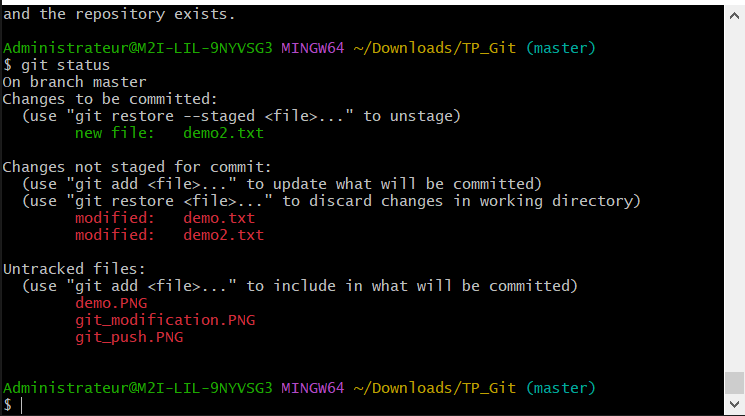 and the repository exists.
Administrateur@M2I-LIL-9NYVSG3 MINGW64 ~/Downloads/TP_Git (master)
$ git status
On branch master
Changes to be committed:
  (use "git restore --staged <file>..." to unstage)
        new file:   demo2.txt
Changes not staged for commit:
  (use "git add <file>..." to update what will be committed)
  (use "git restore <file>..." to discard changes in working directory)
        modified:   demo.txt
        modified:   demo2.txt
Untracked files:
  (use "git add <file>..." to include in what will be committed)
        demo.PNG
        git_modification.PNG
        git_push.PNG
Administrateur@M2I-LIL-9NYVSG3 MINGW64 ~/Downloads/TP_Git (master)
$